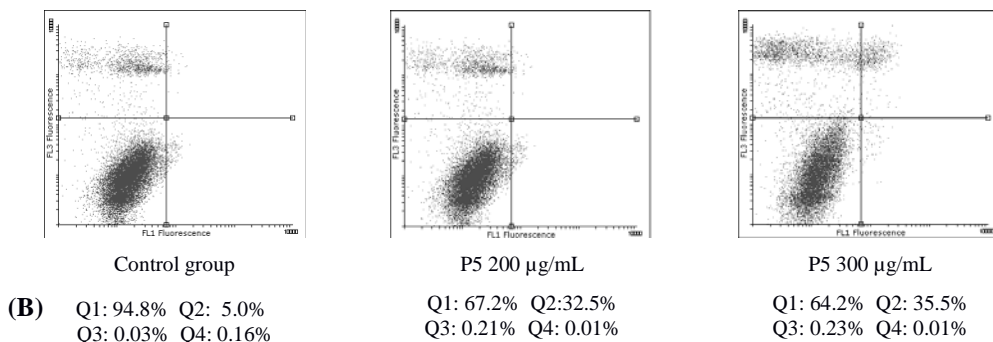 FL3 Fluorescence
FL1 Fluorescence
1000
FL3 Fluorescence
FL1 Fluorescence
1000
FL3 Fluorescence
FL1 Fluorescence
1000
Control group
P5 200 µg/mL
P5 300 µg/mL
(B)
Q1: 94.8% Q2: 5.0%
Q3: 0.03% Q4: 0.16%
Q1: 67.2% Q2:32.5%
Q3: 0.21% Q4: 0.01%
Q1: 64.2% Q2: 35.5%
Q3: 0.23% Q4: 0.01%